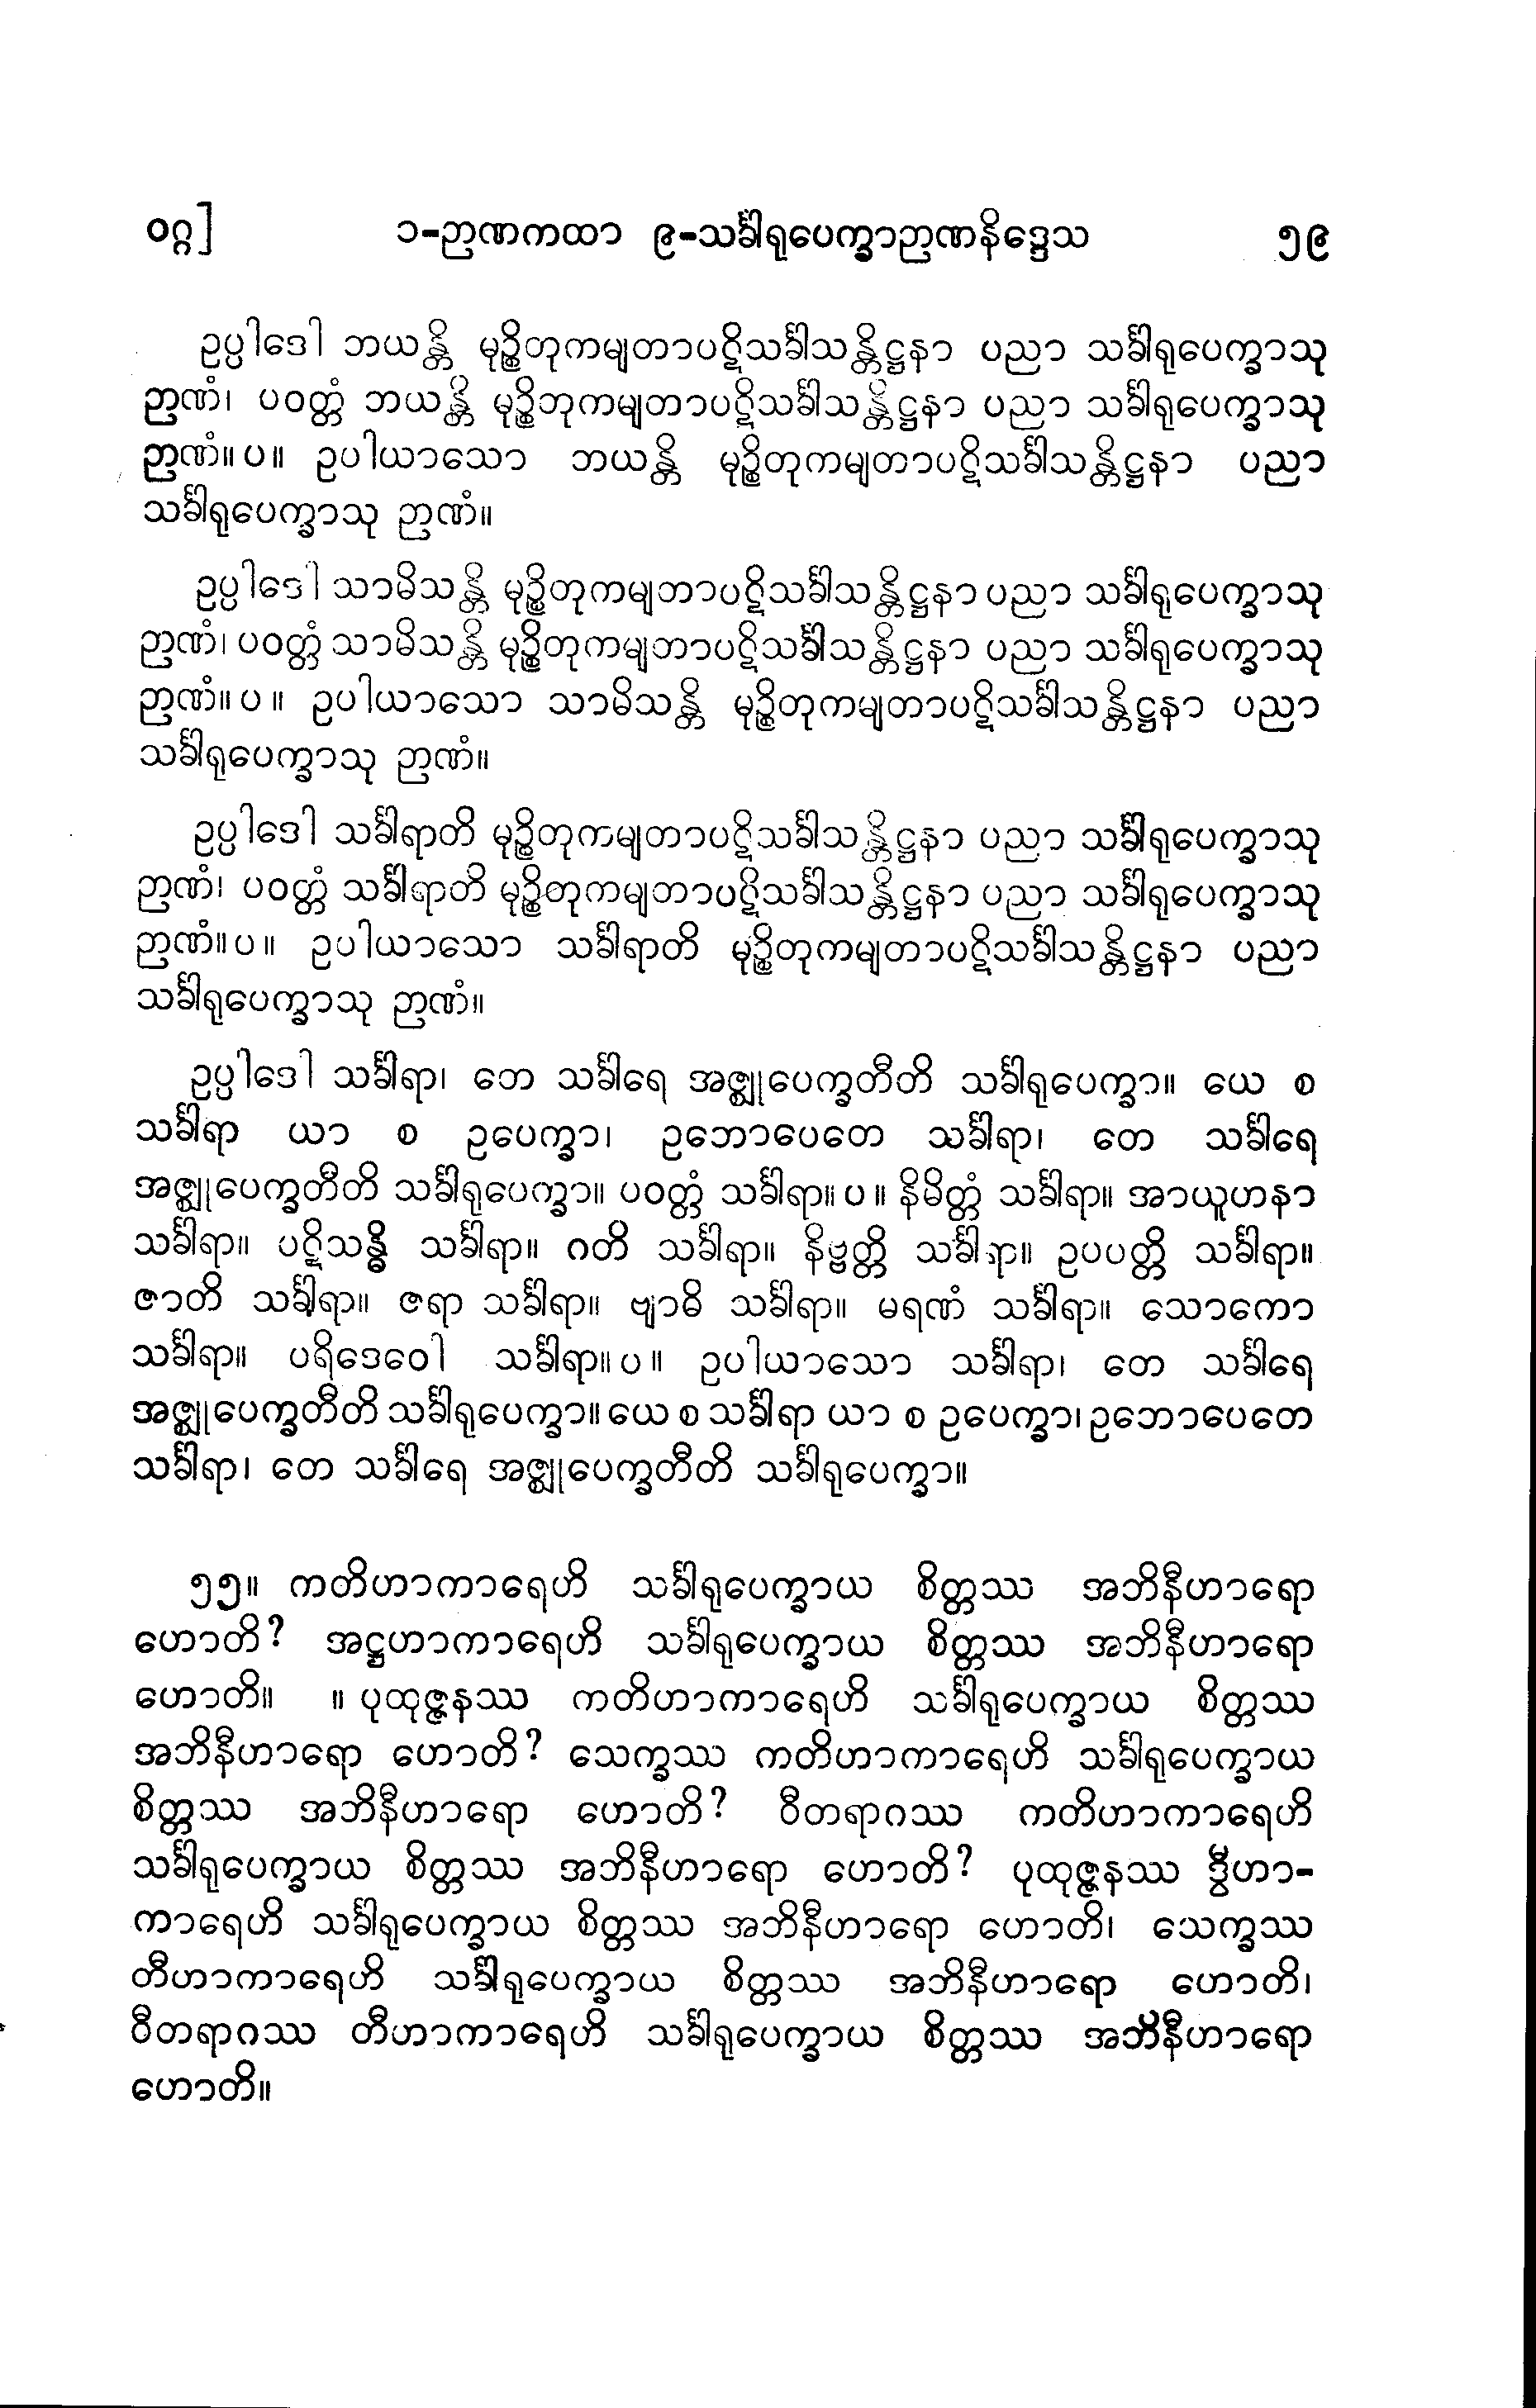 ဝဂ္ဂ] ၁-ဉာဏကထာ ၉-သင်္ခါရုပေက္ခာဉာဏနိဒ္ဒေသ ၅၉
ဥပ္ပါဒေါ ဘယန္တိ မုဉ္စိတုကမျတာပဋိသင်္ခါသန္တိဋ္ဌနာ ပညာ သင်္ခါရုပေက္ခာသု
ဉာဏံ၊ ပဝတ္တံ ဘယန္တိ မုဉ္စိတုကမျတာပဋိသင်္ခါသန္တိဋ္ဌနာ ပညာ သင်္ခါရုပေက္ခာသု
ဉာဏံ။ပ။ ဥပါယာသော ဘယန္တိ မုဉ္စိတုကမျတာပဋိသင်္ခါသန္တိဋ္ဌနာ ပညာ
သင်္ခါရုပေက္ခာသု ဉာဏံ။
ဥပ္ပါဒေါ သာမိသန္တိ မုဉ္စိတုကမျတာပဋိသင်္ခါသန္တိဋ္ဌနာ ပညာ သင်္ခါရုပေက္ခာသု
ဉာဏံ၊ ပဝတ္တံ သာမိသန္တိ မုဉ္စိတုကမျတာပဋိသင်္ခါသန္တိဋ္ဌနာ ပညာ သင်္ခါရုပေက္ခာသု
ဉာဏံ။ပ။ ဥပါယာသော သာမိသန္တိ မုဉ္စိတုကမျတာပဋိသင်္ခါသန္တိဋ္ဌနာ ပညာ
သင်္ခါရုပေက္ခာသု ဉာဏံ။
ဥပ္ပါဒေါ သင်္ခါရာတိ မုဉ္စိတုကမျတာပဋိသင်္ခါသန္တိဋ္ဌနာ ပညာ သင်္ခါရုပေက္ခာသု
ဉာဏံ၊ ပဝတ္တံ သင်္ခါရာတိ မုဉ္စိတုကမျတာပဋိသင်္ခါသန္တိဋ္ဌနာ ပညာ သင်္ခါရုပေက္ခာသု
ဉာဏံ။ပ။ ဥပါယာသော သင်္ခါရာတိ မုဉ္စိတုကမျတာပဋိသင်္ခါသန္တိဋ္ဌနာ ပညာ
သင်္ခါရုပေက္ခာသု ဉာဏံ။
ဥပ္ပါဒေါ သင်္ခါရာ၊ တေ သင်္ခါရေ အဇ္ဈုပေက္ခတီတိ သင်္ခါရုပေက္ခာ။ ယေ စ
သင်္ခါရာ ယာ စ ဥပေက္ခာ၊ ဥဘောပေတေ သင်္ခါရာ၊ တေ သင်္ခါရေ
အဇ္ဈုပေက္ခတီတိ သင်္ခါရုပေက္ခာ။ ပဝတ္တံ သင်္ခါရာ။ပ။ နိမိတ္တံ သင်္ခါရာ။ အာယူဟနာ
သင်္ခါရာ။ ပဋိသန္ဓိ သင်္ခါရာ။ ဂတိ သင်္ခါရာ။ နိဗ္ဗတ္တိ သင်္ခါရာ။ ဥပပတ္တိ သင်္ခါရာ။
ဇာတိ သင်္ခါရာ။ ဇရာ သင်္ခါရာ။ ဗျာဓိ သင်္ခါရာ။ မရဏံ သင်္ခါရာ။ သောကော
သင်္ခါရာ။ ပရိဒေဝေါ သင်္ခါရာ။ပ။ ဥပါယာသော သင်္ခါရာ၊ တေ သင်္ခါရေ
အဇ္ဈုပေက္ခတီတိ သင်္ခါရုပေက္ခာ။ ယေ စ သင်္ခါရာ ယာ စ ဥပေက္ခာ၊ ဥဘောပေတေ
သင်္ခါရာ၊ တေ သင်္ခါရေ အဇ္ဈုပေက္ခတီတိ သင်္ခါရုပေက္ခာ။
၅၅။ ကတိဟာကာရေဟိ သင်္ခါရုပေက္ခာယ စိတ္တဿ အဘိနီဟာရော
ဟောတိ? အဋ္ဌဟာကာရေဟိ သင်္ခါရုပေက္ခာယ စိတ္တဿ အဘိနီဟာရော
ဟောတိ။ ။ ပုထုဇ္ဇနဿ ကတိဟာကာရေဟိ သင်္ခါရုပေက္ခာယ စိတ္တဿ
အဘိနီဟာရော ဟောတိ? သေက္ခဿ ကတိဟာကာရေဟိ သင်္ခါရုပေက္ခာယ
စိတ္တဿ အဘိနီဟာရော ဟောတိ? ဝီတရာဂဿ ကတိဟာကာရေဟိ
သင်္ခါရုပေက္ခာယ စိတ္တဿ အဘိနီဟာရော ဟောတိ? ပုထုဇ္ဇနဿ ဒွီဟာ-
ကာရေဟိ သင်္ခါရုပေက္ခာယ စိတ္တဿ အဘိနီဟာရော ဟောတိ၊ သေက္ခဿ
တီဟာကာရေဟိ သင်္ခါရုပေက္ခာယ စိတ္တဿ အဘိနီဟာရော ဟောတိ၊
ဝီတရာဂဿ တီဟာကာရေဟိ သင်္ခါရုပေက္ခာယ စိတ္တဿ အဘိနီဟာရော
ဟောတိ။